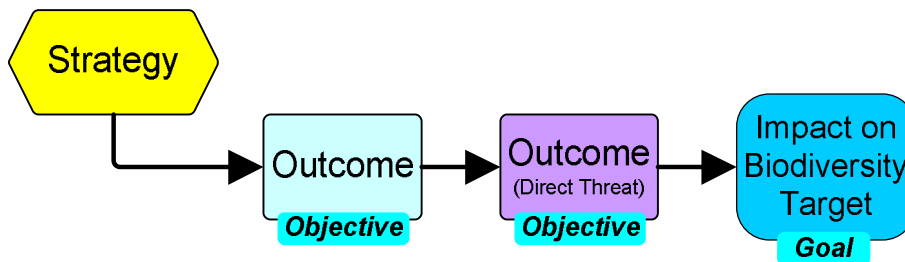 Strategy
Outcome
Objective
Outcome
(Direct Threat)
Objective
Impact on
Biodiversity
Target
Goal